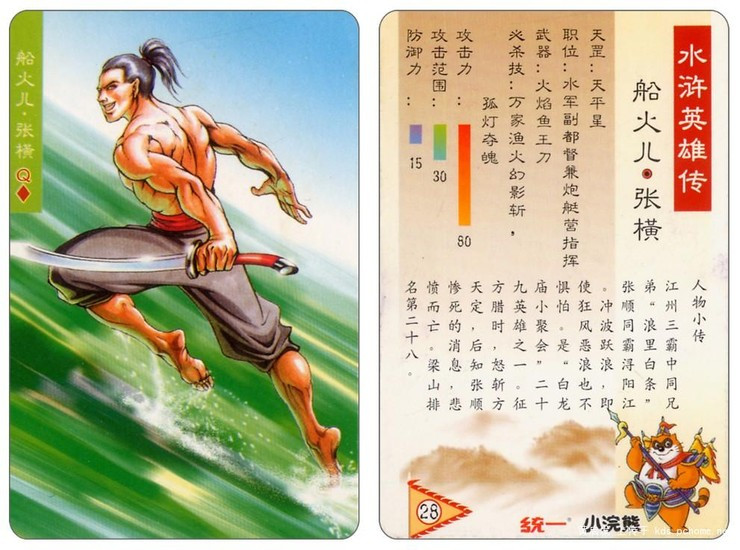 船火儿·张横
Q
水浒英雄传
船火儿·张横
天罡：天平星
职位：水军副都督兼炮艇营指挥
武器：火焰鱼王刀
必杀技：万家渔火幻影斩，
孤灯夺魄
攻击力：
80
攻击范围：
30
防御力：
15
人物小传
江州三霸中同兄
弟“浪里白条”
张顺同霸浔阳江
。冲波跃浪，即
使狂风恶浪也不
惧怕。是“白龙
庙小聚会”二十
九英雄之一。征
方腊时，怒斩方
天定，后知张顺
惨死的消息，悲
愤而亡。梁山排
名第二十八。
28
统一®
小浣熊
kds.pchome.ne